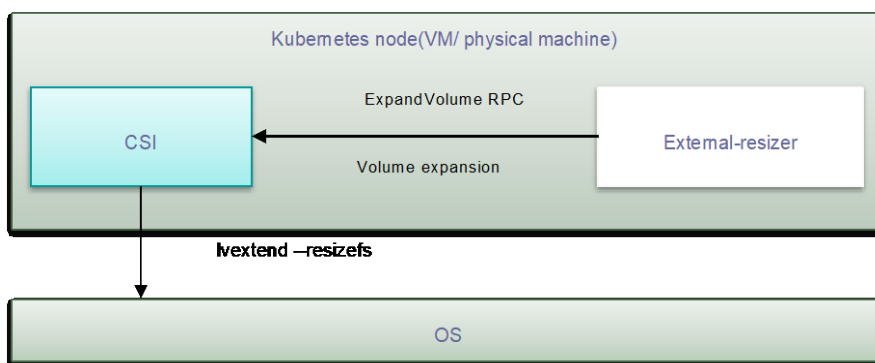 Kubernetes node(VM/ physical machine)
ExpandVolume RPC
CSI
External-resizer
Volume expansion
lvextend —resizefs
OS